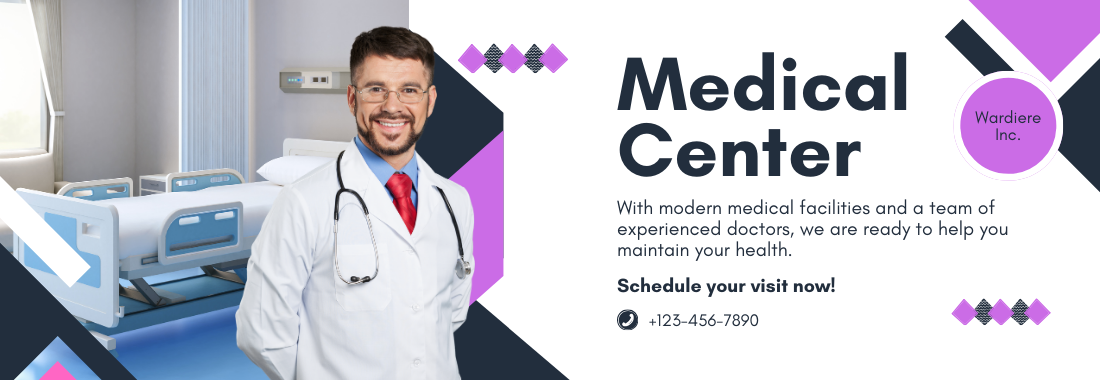 Medical
Center
Wardiere
Inc.
With modern medical facilities and a team of
experienced doctors, we are ready to help you
maintain your health.
Schedule your visit now!
+123-456-7890